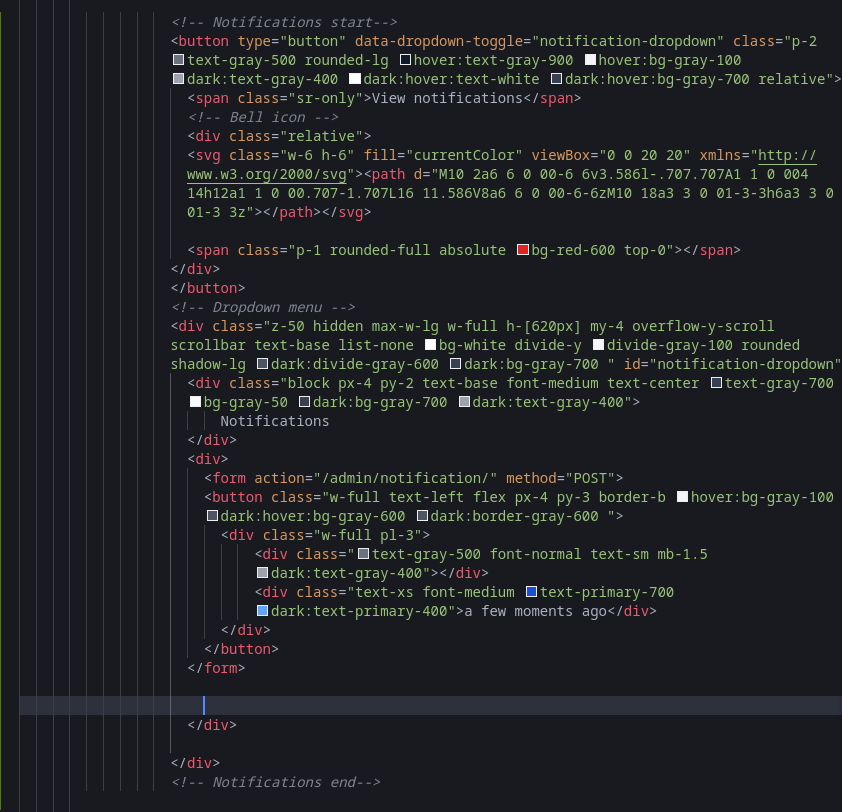 <!-- Notifications start-->
<button type="button" data-dropdown-toggle="notification-dropdown" class="p-2
text-gray-500 rounded-lg hover:text-gray-900 hover:bg-gray-100
dark:text-gray-400 dark:hover:text-white dark:hover:bg-gray-700 relative">
<span class="sr-only">View notifications</span>
<!-- Bell icon -->
<div class="relative">
<svg class="w-6 h-6" fill="currentColor" viewBox="0 0 20 20" xmlns="http://
www.w3.org/2000/svg"><path d="M10 2a6 6 0 00-6 6v3.586l-.707.707A1 1 0 004
14h12a1 1 0 00.707-1.707L16 11.586V8a6 6 0 00-6-6zM10 18a3 3 0 01-3-3h6a3 3 0
01-3 3z"></path></svg>
<span class="p-1 rounded-full absolute bg-red-600 top-0"></span>
</div>
</button>
<!-- Dropdown menu -->
<div class="z-50 hidden max-w-lg w-full h-[620px] my-4 overflow-y-scroll
scrollbar text-base list-none bg-white divide-y divide-gray-100 rounded
shadow-lg dark:divide-gray-600 dark:bg-gray-700 " id="notification-dropdown"
<div class="block px-4 py-2 text-base font-medium text-center text-gray-700
bg-gray-50 dark:bg-gray-700 dark:text-gray-400">
Notifications
</div>
<div>
<form action="/admin/notification/" method="POST">
<button class="w-full text-left flex px-4 py-3 border-b hover:bg-gray-100
dark:hover:bg-gray-600 dark:border-gray-600 ">
<div class="w-full pl-3">
<div class="text-gray-500 font-normal text-sm mb-1.5
dark:text-gray-400"></div>
<div class="text-xs font-medium text-primary-700
dark:text-primary-400">a few moments ago</div>
</div>
</button>
</form>
</div>
</div>
<!-- Notifications end-->